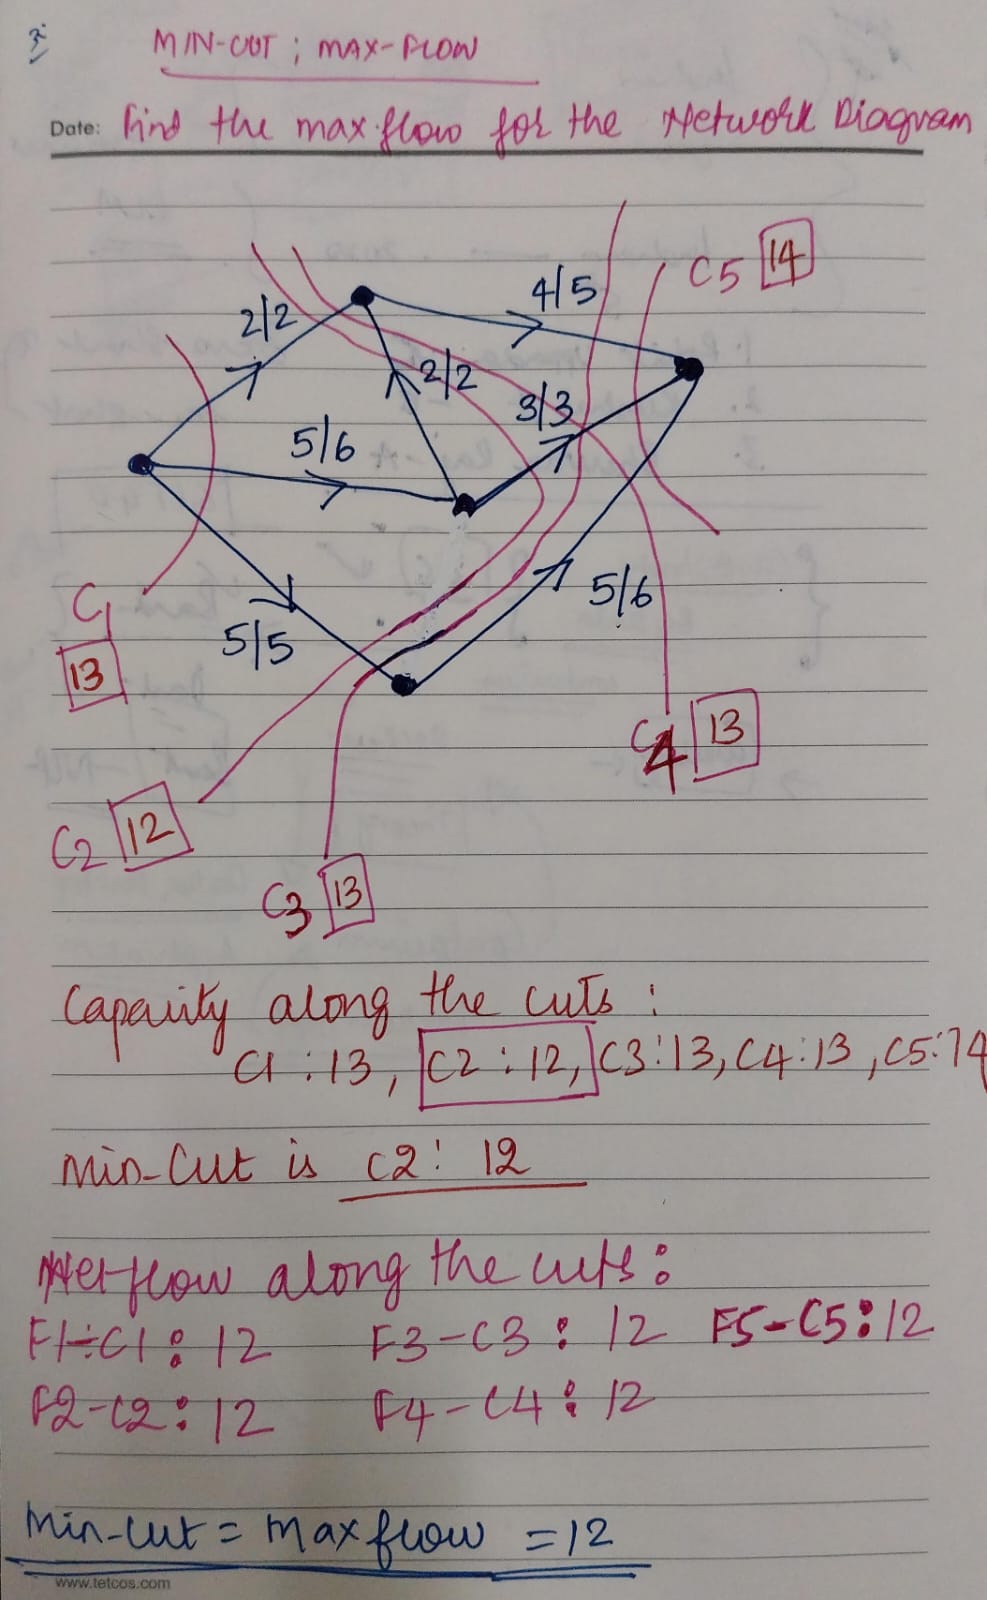 MIN-CUT ; MAX-FLOW
Date: Find the max.flow for the Network Diagram
C5 14
4/5
2/2
2/2
3/3
5/6
5/6
C1
5/5
13
C4 13
C2 12
C3 13
Capacity along the cuts :
C1 : 13, C2 : 12, C3 : 13, C4 : 13, C5 : 14
Min-Cut is C2 : 12
Net flow along the cuts :
F1-C1 : 12 F3-C3 : 12 F5-C5 : 12
F2-C2 : 12 F4-C4 : 12
Min-cut = Max flow = 12
www.tetcos.com